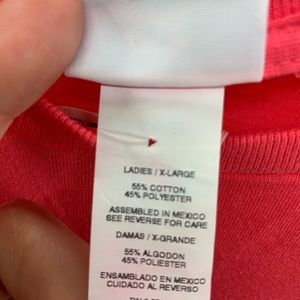 LADIES / X-LARGE
55% COTTON
45% POLYESTER
ASSEMBLED IN MEXICO
SEE REVERSE FOR CARE
DAMAS / X-GRANDE
55% ALGODON
45% POLIESTER
ENSAMBLADO EN MEXICO
CUIDADO AL REVERSO